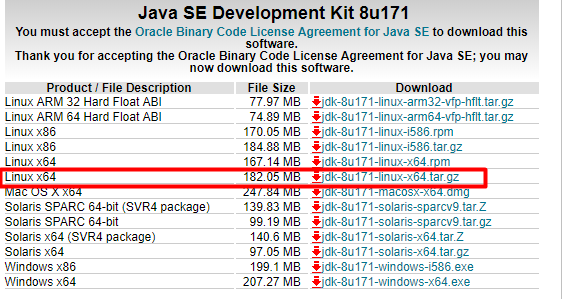 Java SE Development Kit 8u171
You must accept the Oracle Binary Code License Agreement for Java SE to download this
software.
Thank you for accepting the Oracle Binary Code License Agreement for Java SE; you may
now download this software.
Product / File Description File Size Download
Linux ARM 32 Hard Float ABI 77.97 MB jdk-8u171-linux-arm32-vfp-hflt.tar.gz
Linux ARM 64 Hard Float ABI 74.89 MB jdk-8u171-linux-arm64-vfp-hflt.tar.gz
Linux x86 170.05 MB jdk-8u171-linux-i586.rpm
Linux x86 184.88 MB jdk-8u171-linux-i586.tar.gz
Linux x64 167.14 MB jdk-8u171-linux-x64.rpm
Linux x64 182.05 MB jdk-8u171-linux-x64.tar.gz
Mac OS X x64 247.84 MB jdk-8u171-macosx-x64.dmg
Solaris SPARC 64-bit (SVR4 package) 139.83 MB jdk-8u171-solaris-sparcv9.tar.Z
Solaris SPARC 64-bit 99.19 MB jdk-8u171-solaris-sparcv9.tar.gz
Solaris x64 (SVR4 package) 140.6 MB jdk-8u171-solaris-x64.tar.Z
Solaris x64 97.05 MB jdk-8u171-solaris-x64.tar.gz
Windows x86 199.1 MB jdk-8u171-windows-i586.exe
Windows x64 207.27 MB jdk-8u171-windows-x64.exe